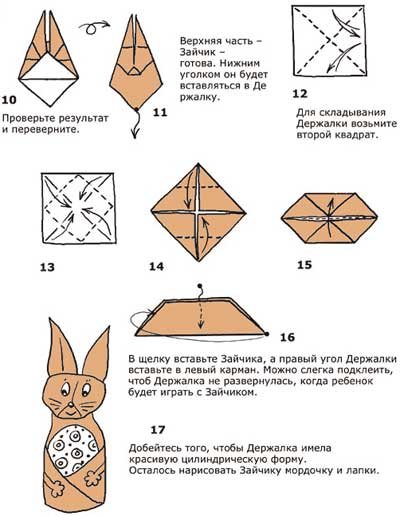 Верхняя часть –
Зайчик –
готова. Нижним
уголком он будет
вставляться в Де
ржалку.
10
11
12
Проверьте результат
и переверните.
Для складывания
Держалки возьмите
второй квадрат.
13
14
15
16
В щелку вставьте Зайчика, а правый угол Держалки
вставьте в левый карман. Можно слегка подклеить,
чтоб Держалка не развернулась, когда ребенок
будет играть с Зайчиком.
17
Добейтесь того, чтобы Держалка имела
красивую цилиндрическую форму.
Осталось нарисовать Зайчику мордочку и лапки.